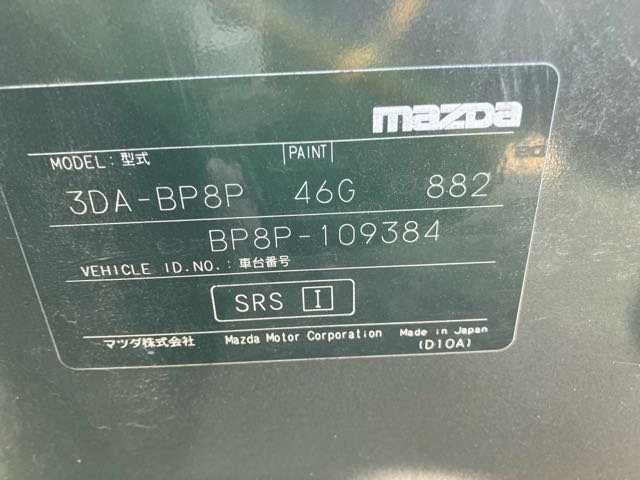 mazda
MODEL：型式 |PAINT|
3DA-BP8P 46G 882
BP8P-109384
VEHICLE ID.NO.：車台番号
SRS I
マツダ株式会社 Mazda Motor Corporation Made in Japan
(D10A)